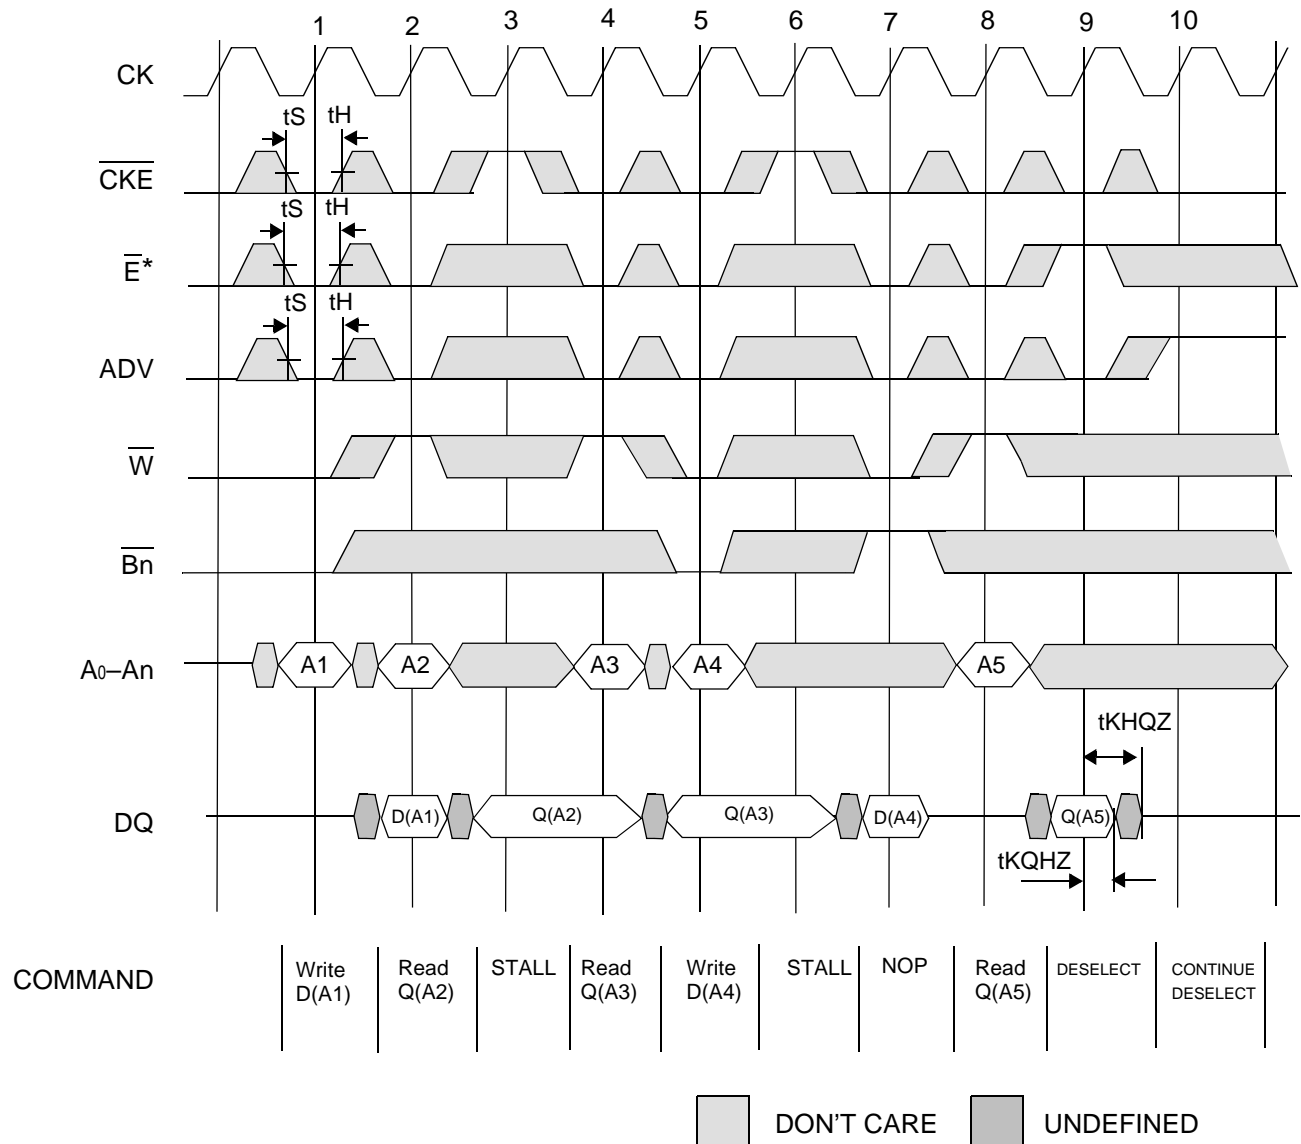 1 2 3 4 5 6 7 8 9 10
CK
tS tH
CKE
tS tH
E*
tS tH
ADV
W
Bn
A0–An A1 A2 A3 A4 A5
tKHQZ
DQ D(A1) Q(A2) Q(A3) D(A4) Q(A5)
tKQHZ
COMMAND
Write
D(A1)
Read
Q(A2)
STALL
Read
Q(A3)
Write
D(A4)
STALL
NOP
Read
Q(A5)
DESELECT
CONTINUE
DESELECT
DON'T CARE UNDEFINED